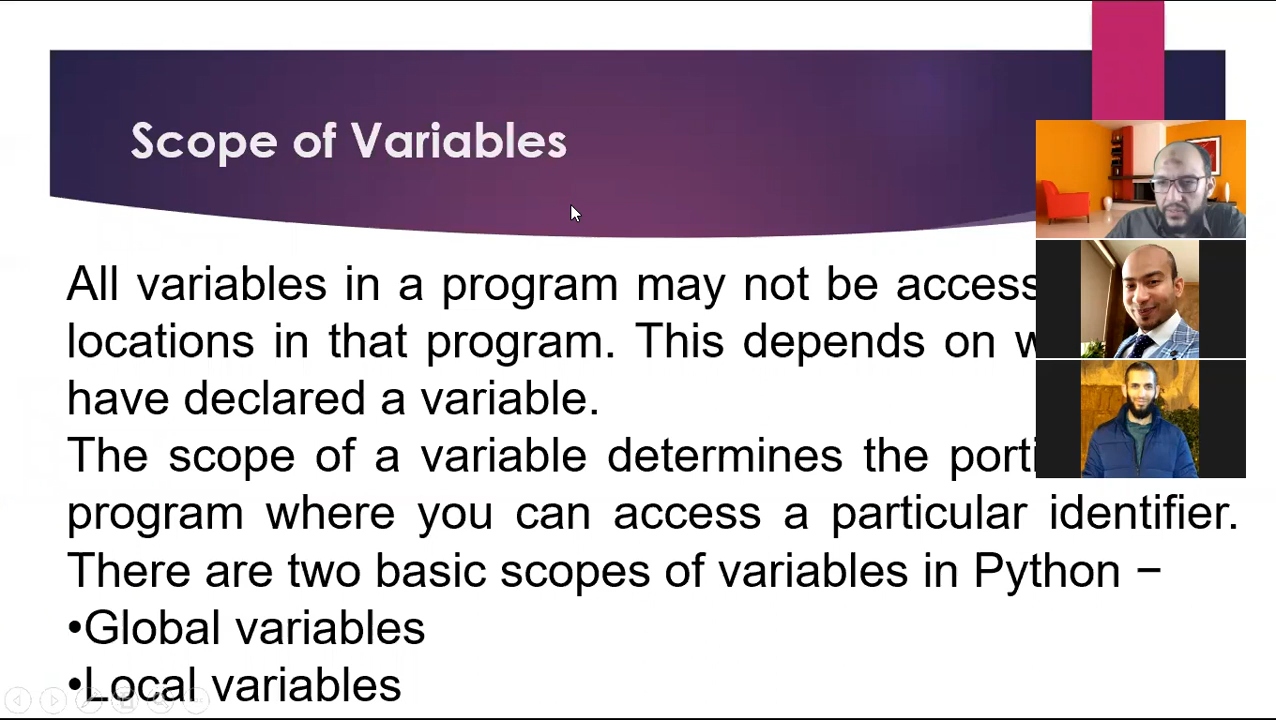 Scope of Variables
All variables in a program may not be access
locations in that program. This depends on
have declared a variable.
The scope of a variable determines the
program where you can access a particular identifier.
There are two basic scopes of variables in Python −
•Global variables
•Local variables